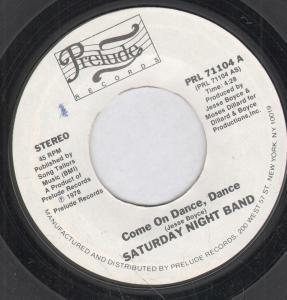 Prelude
RECORDS
PRL 71104 A
(PRL 71104 AS)
Time: 4:28
Produced by
Jesse Boyce &
Moses Dillard for
Dillard & Boyce
Productions, Inc.
STEREO
45 RPM
Published by
Song Tailors
Music (BMI)
A Product of
Prelude Records
℗ 1978
Prelude Records
Come On Dance, Dance
(Jesse Boyce)
SATURDAY NIGHT BAND
MANUFACTURED AND DISTRIBUTED BY PRELUDE RECORDS, 200 WEST 57 ST. NEW YORK, N.Y. 10019